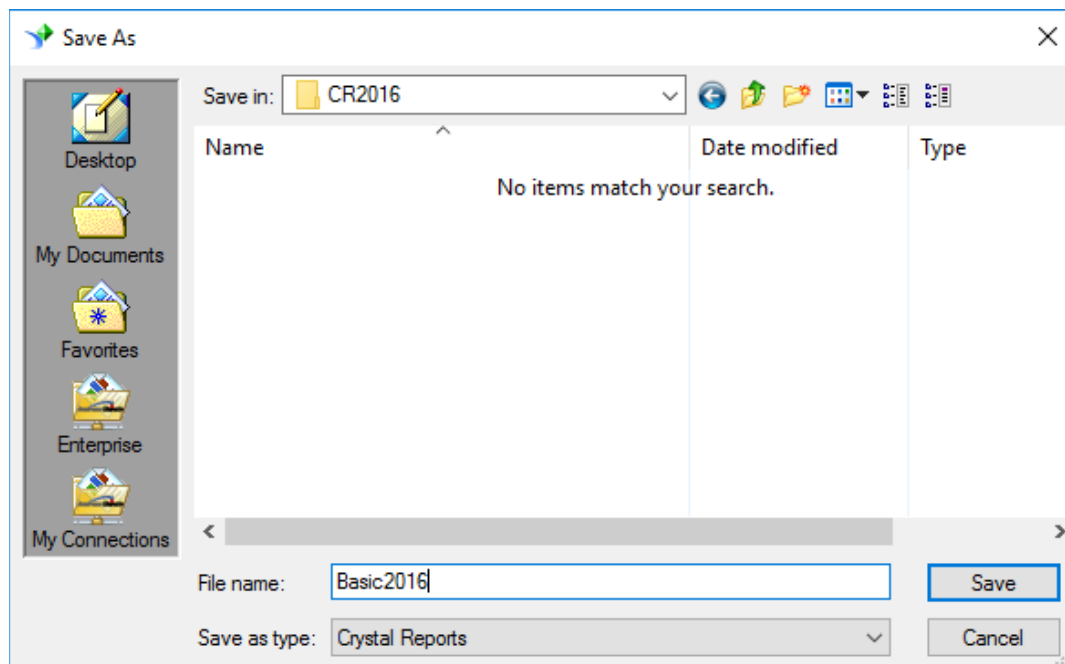 Save As
Save in: CR2016
Desktop
My Documents
Favorites
Enterprise
My Connections
Name Date modified Type
No items match your search.
File name: Basic2016 Save
Save as type: Crystal Reports Cancel